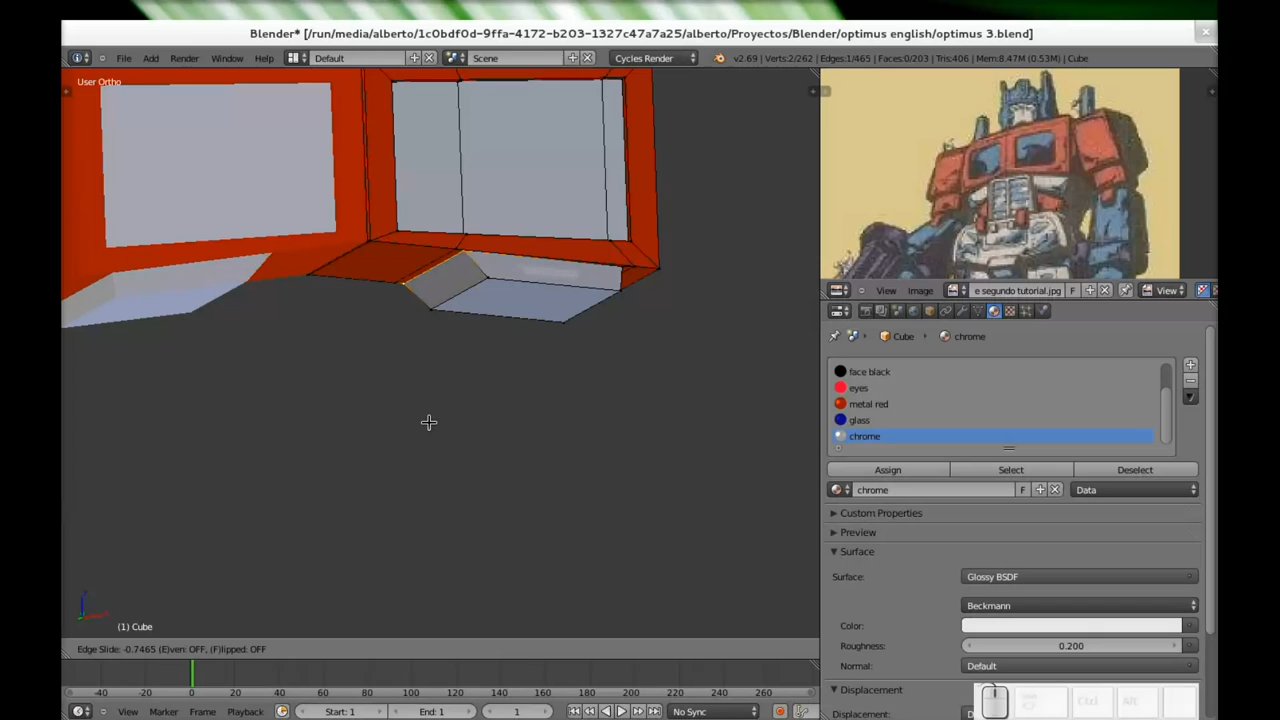 Blender* [/run/media/alberto/1c0bdf0d-9ffa-4172-b203-1327c47a7a25/alberto/Proyectos/Blender/optimus english/optimus 3.blend]
File Add Render Window Help Default Scene Cycles Render v2.69 | Verts:2/262 | Edges:1/465 | Faces:0/203 | Tris:406 | Mem:8.47M (0.53M) | Cube
User Ortho
View Image e segundo tutorial.jpg F View
Cube chrome
face black
eyes
metal red
glass
chrome
Assign Select Deselect
chrome F Data
Custom Properties
Preview
Surface
Surface: Glossy BSDF
Beckmann
Color:
Roughness: 0.200
Normal: Default
Displacement
Displacement:
Ctrl Alt
(1) Cube
Edge Slide: -0.7465 (E)ven: OFF, (F)lipped: OFF
-40 -20 0 20 40 60 80 100 120 140 160 180 200 220 240 260
View Marker Frame Playback Start: 1 End: 1 1 No Sync